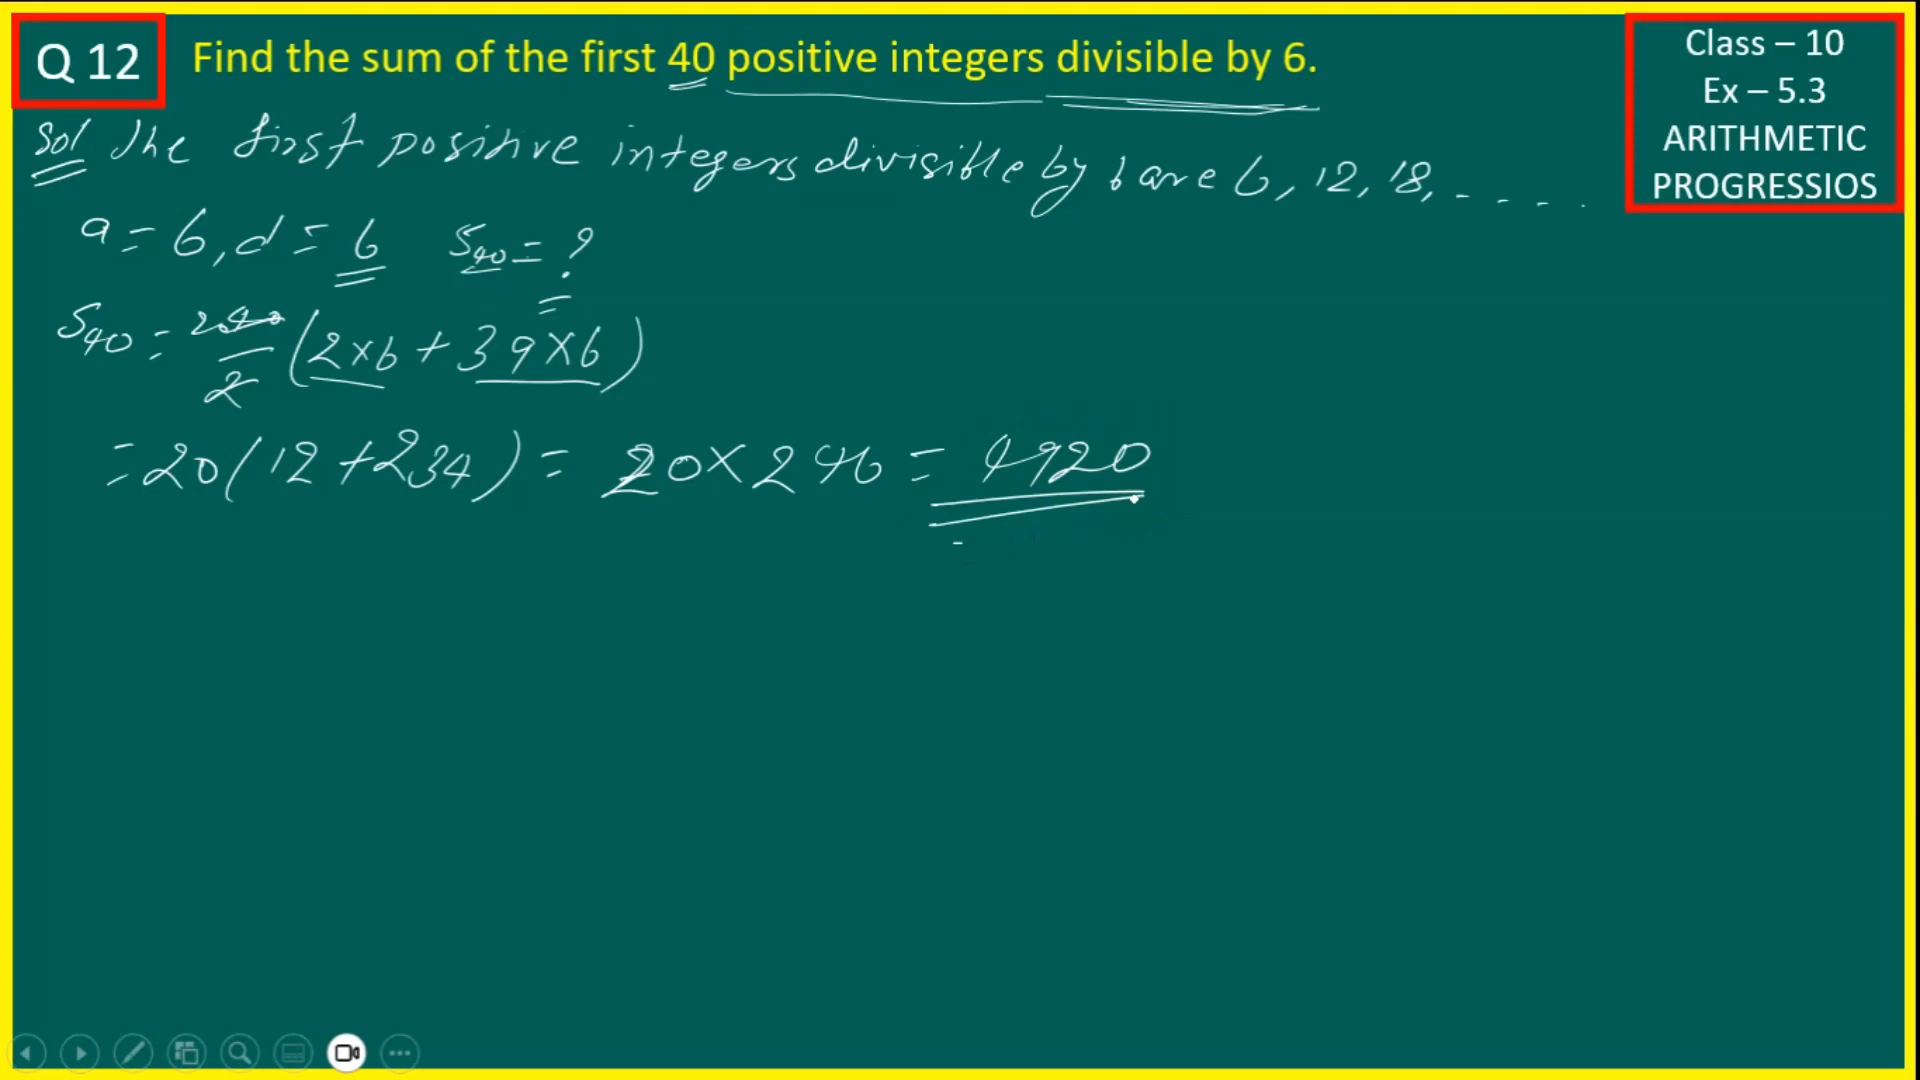 Q 12
Find the sum of the first 40 positive integers divisible by 6.
Class – 10
Ex – 5.3
ARITHMETIC
PROGRESSIOS
Sol The first positive integers divisible by 6 are 6, 12, 18, - - - - .
a = 6, d = 6 S40 = ?
S40 = 40/2 (2×6 + 39×6)
= 20(12+234) = 20×246 = 4920